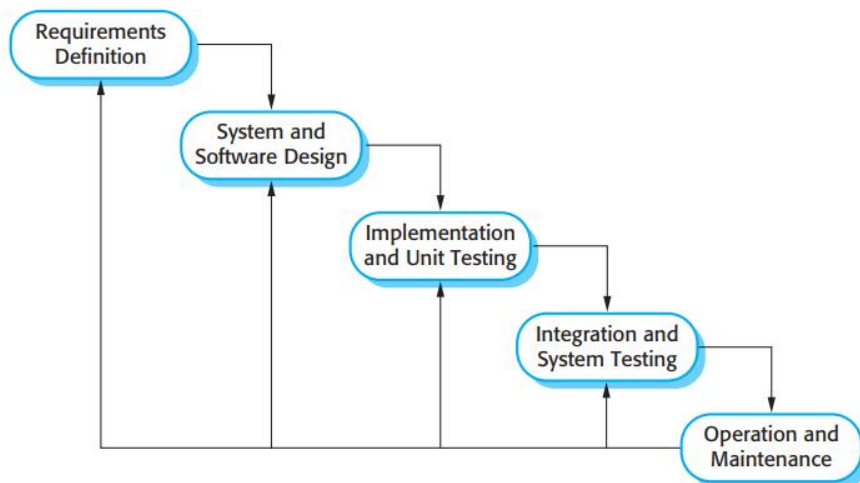 Requirements
Definition
System and
Software Design
Implementation
and Unit Testing
Integration and
System Testing
Operation and
Maintenance